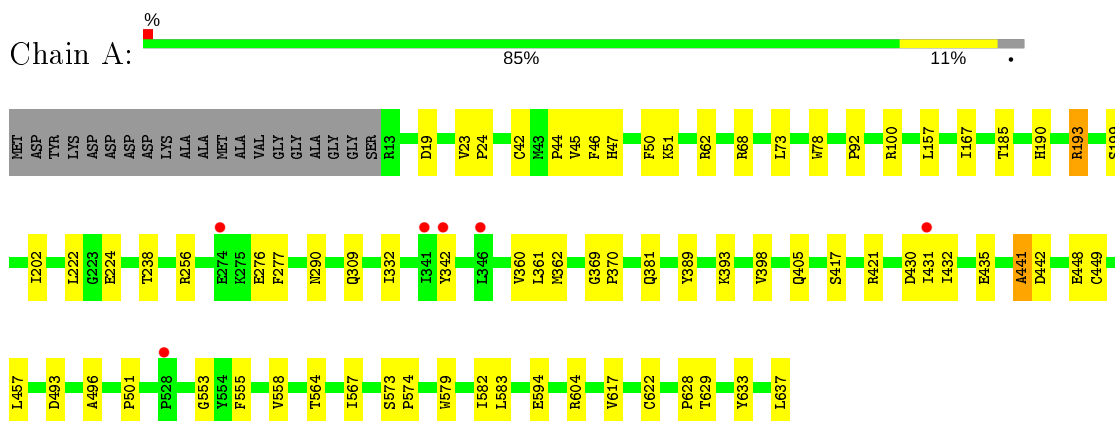 %
Chain A:
85% 11% •
MET ASP TYR LYS ASP ASP ASP ASP LYS ALA ALA MET ALA VAL GLY GLY ALA GLY GLY SER R13 D19 V23 P24 C42 M43 P44 V45 F46 H47 F50 K51 R62 R68 L73 W78 P92 R100 L157 I167 T185 H190 R193 S199
I202 L222 G223 E224 T238 R256 E274 K275 E276 F277 N290 Q309 I332 I341 Y342 L346 V360 L361 M362 G369 P370 Q381 Y389 K393 V398 Q405 S417 R421 D430 I431 I432 E435 A441 D442 E448 C449
L457 D493 A496 P501 P528 G553 Y554 F555 V558 T564 I567 S573 P574 W579 I582 L583 E594 R604 V617 C622 P628 T629 Y633 L637